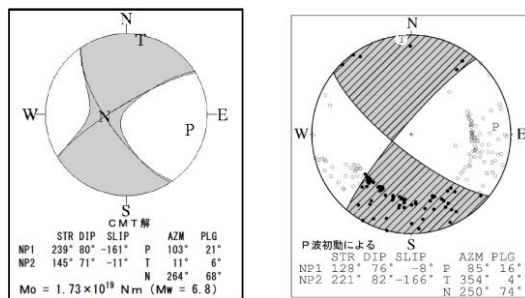 N
T
W
N
E
P
S
CMT解
STR DIP SLIP AZM PLG
NP1 239° 80° -161° P 103° 21°
NP2 145° 71° -11° T 11° 6°
N 264° 68°
Mo = 1.73×10¹⁹ Nm (Mw = 6.8)
N
T
W
P
E
S
P波初動による
STR DIP SLIP AZM PLG
NP1 128° 76° -8° P 85° 16°
NP2 221° 82° -166° T 354° 4°
N 250° 74°